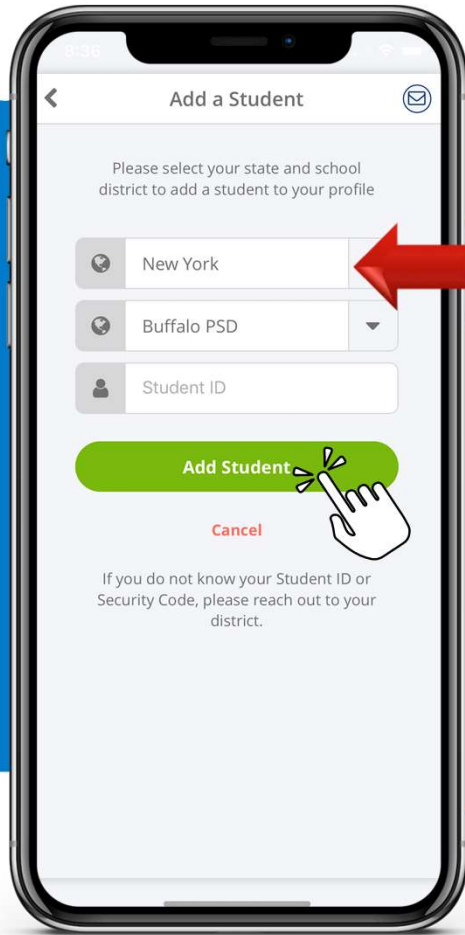 8:36
Add a Student
Please select your state and school
district to add a student to your profile
New York
Buffalo PSD
Student ID
Add Student
Cancel
If you do not know your Student ID or
Security Code, please reach out to your
district.